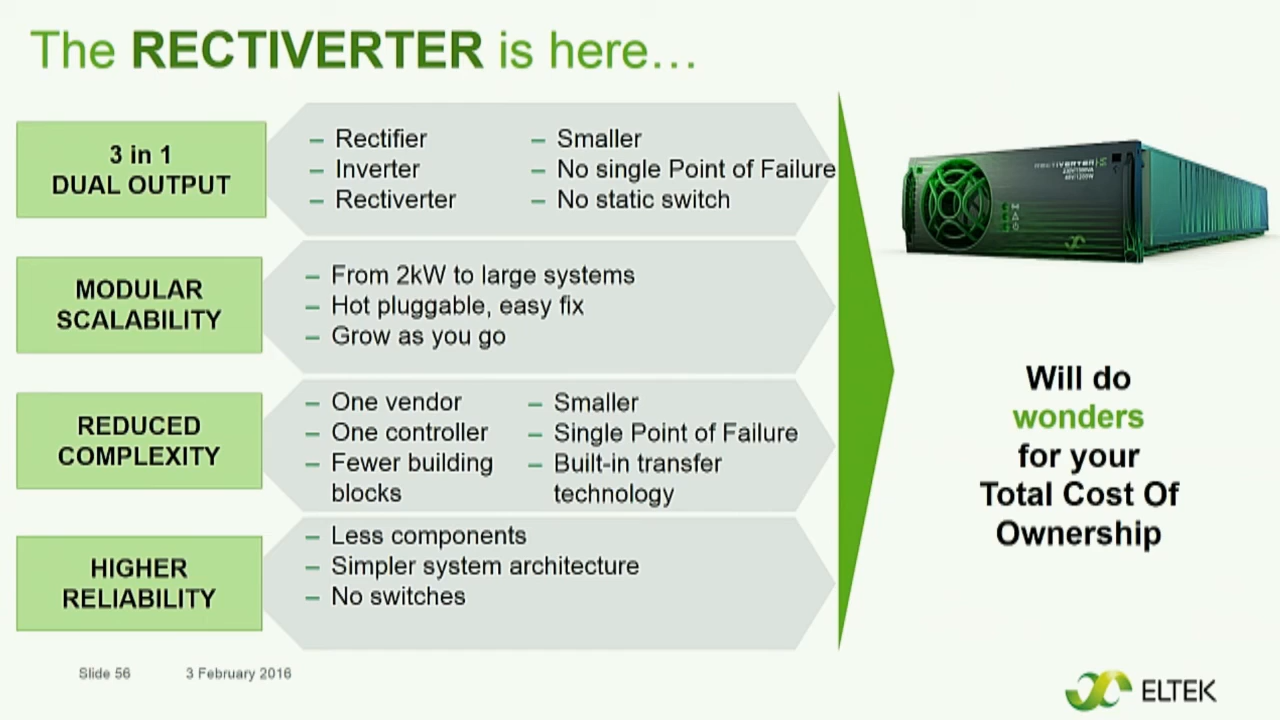 The RECTIVERTER is here…
3 in 1
DUAL OUTPUT
– Rectifier
– Inverter
– Rectiverter
– Smaller
– No single Point of Failure
– No static switch
MODULAR
SCALABILITY
– From 2kW to large systems
– Hot pluggable, easy fix
– Grow as you go
REDUCED
COMPLEXITY
– One vendor
– One controller
– Fewer building
blocks
– Smaller
– Single Point of Failure
– Built-in transfer
technology
HIGHER
RELIABILITY
– Less components
– Simpler system architecture
– No switches
RECTIVERTER
Will do
wonders
for your
Total Cost Of
Ownership
Slide 56
3 February 2016
ELTEK